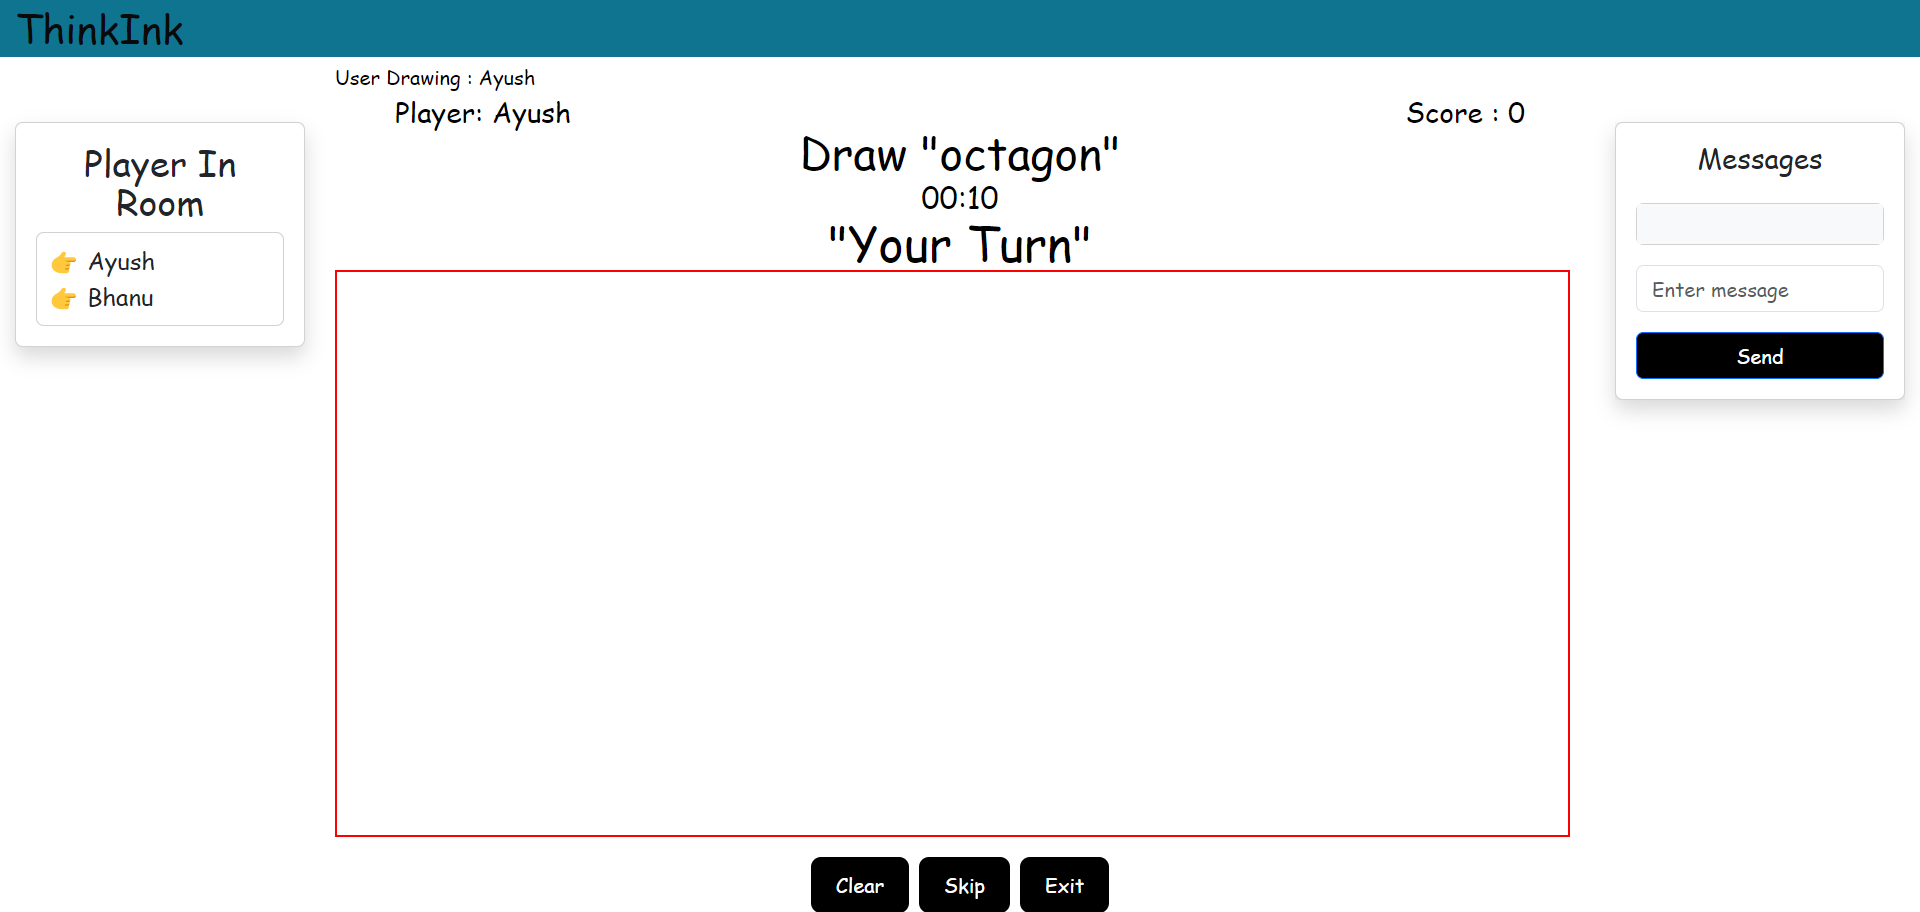 ThinkInk
User Drawing : Ayush
Player: Ayush
Score : 0
Draw "octagon"
00:10
"Your Turn"
Player In
Room
👉 Ayush
👉 Bhanu
Messages
Enter message
Send
Clear
Skip
Exit